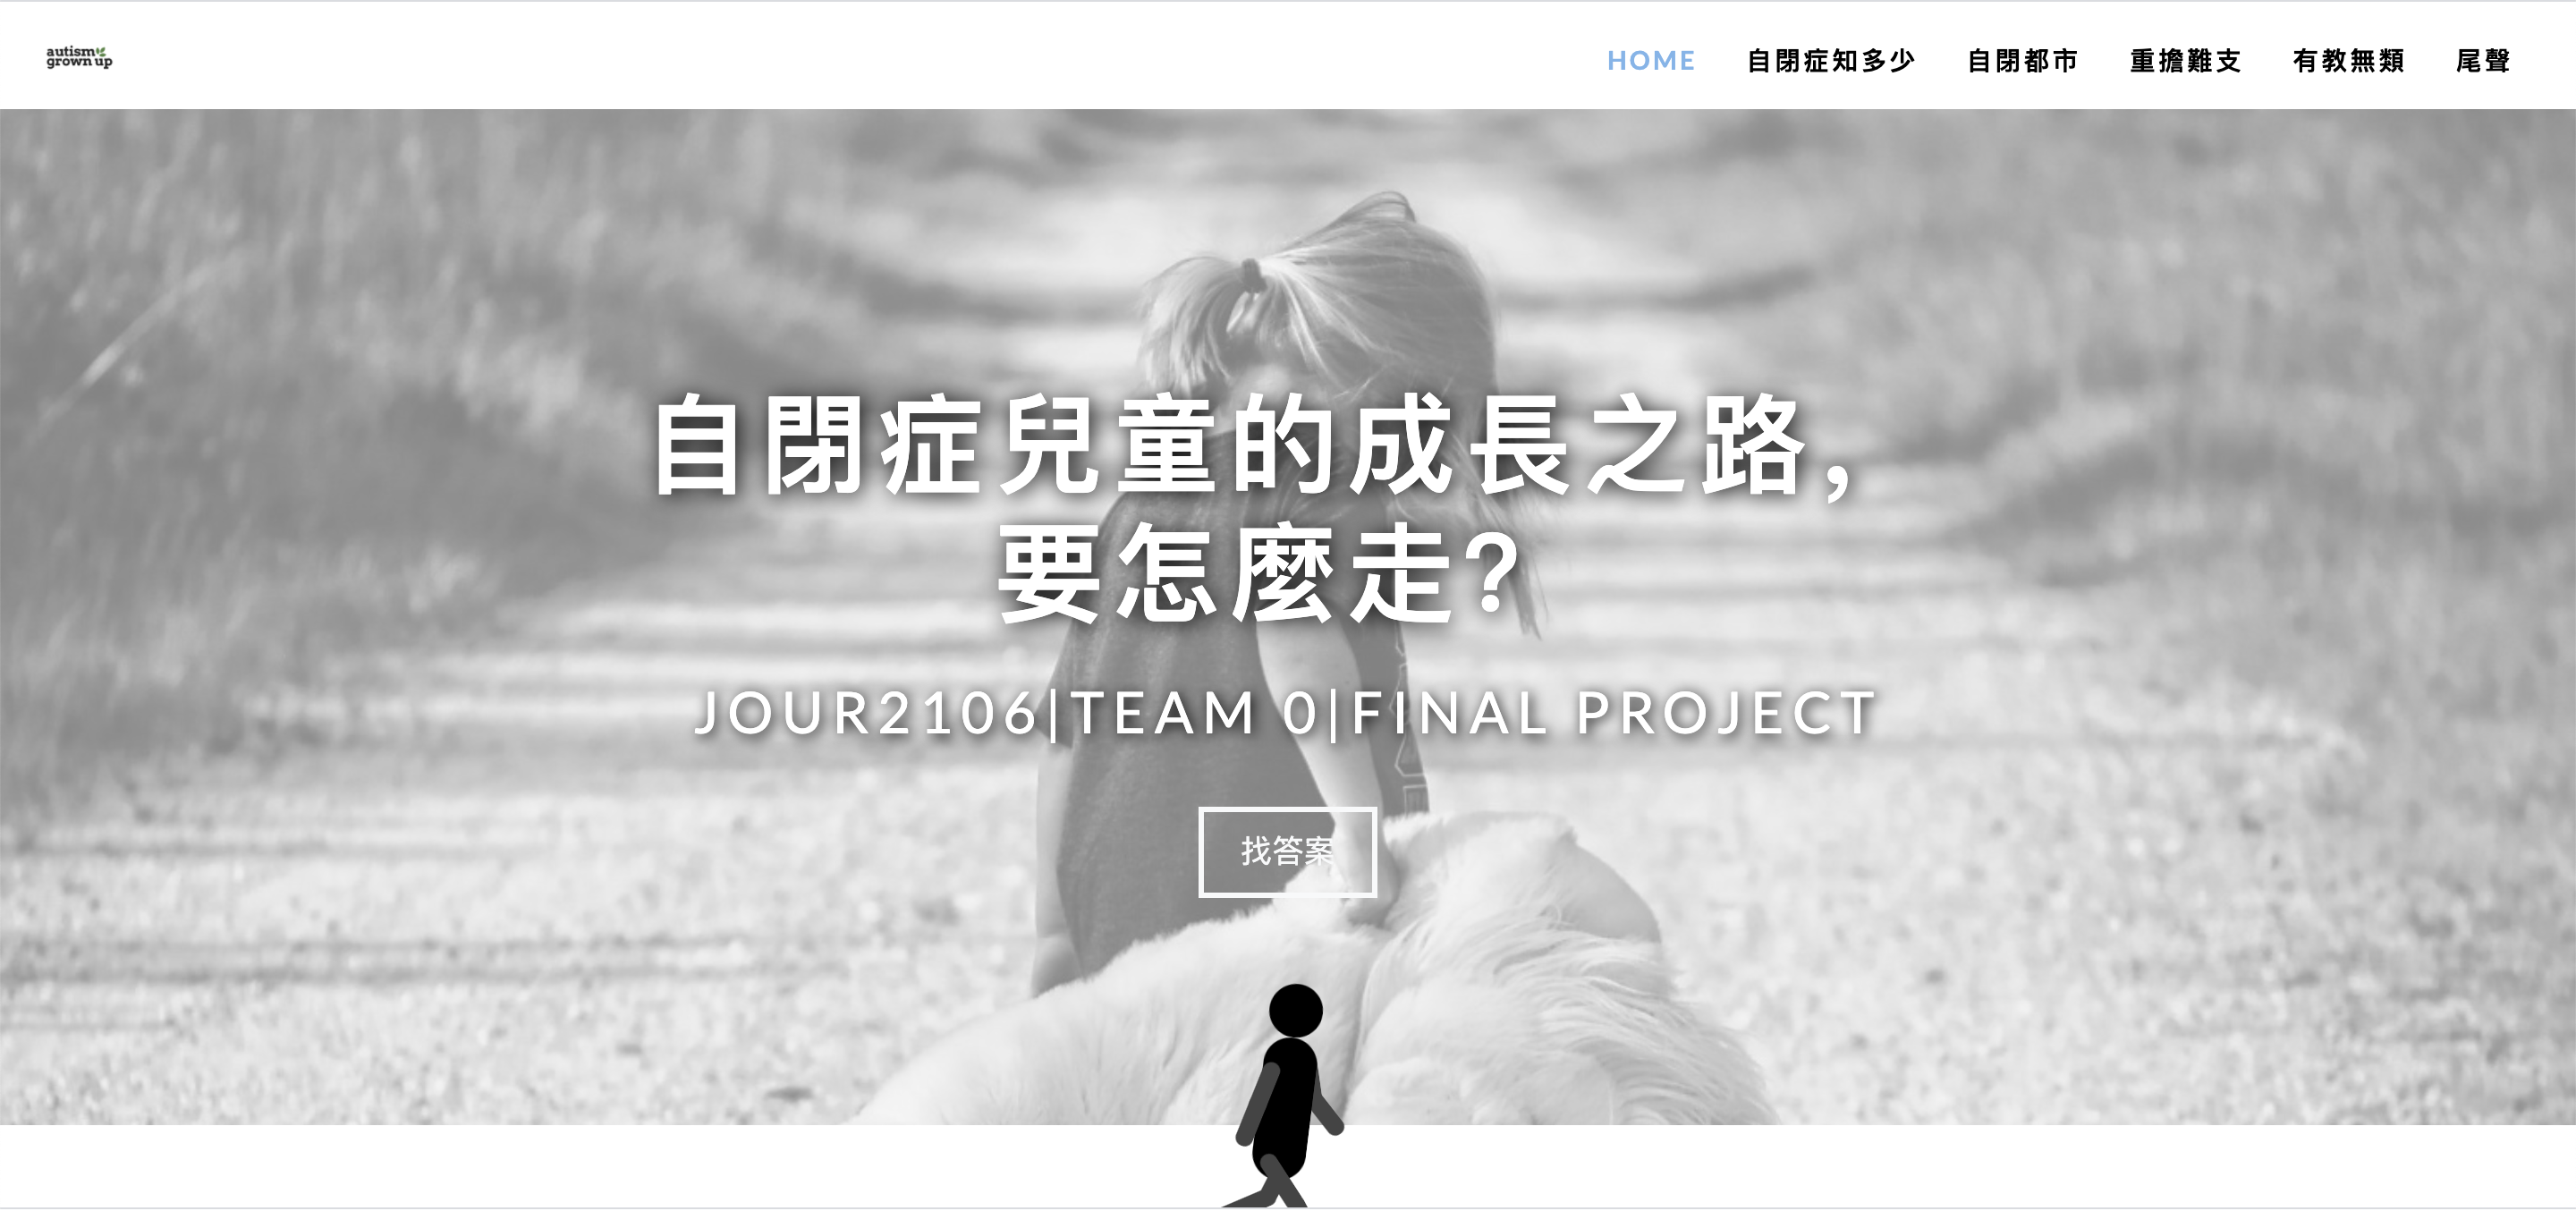 autism
grown up
HOME 自閉症知多少 自閉都市 重擔難支 有教無類 尾聲
自閉症兒童的成長之路,
要怎麼走?
JOUR2106|TEAM 0|FINAL PROJECT
找答案